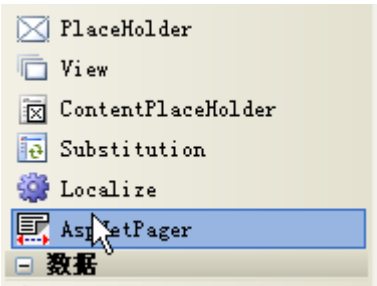 PlaceHolder
View
ContentPlaceHolder
Substitution
Localize
AspNetPager
数据